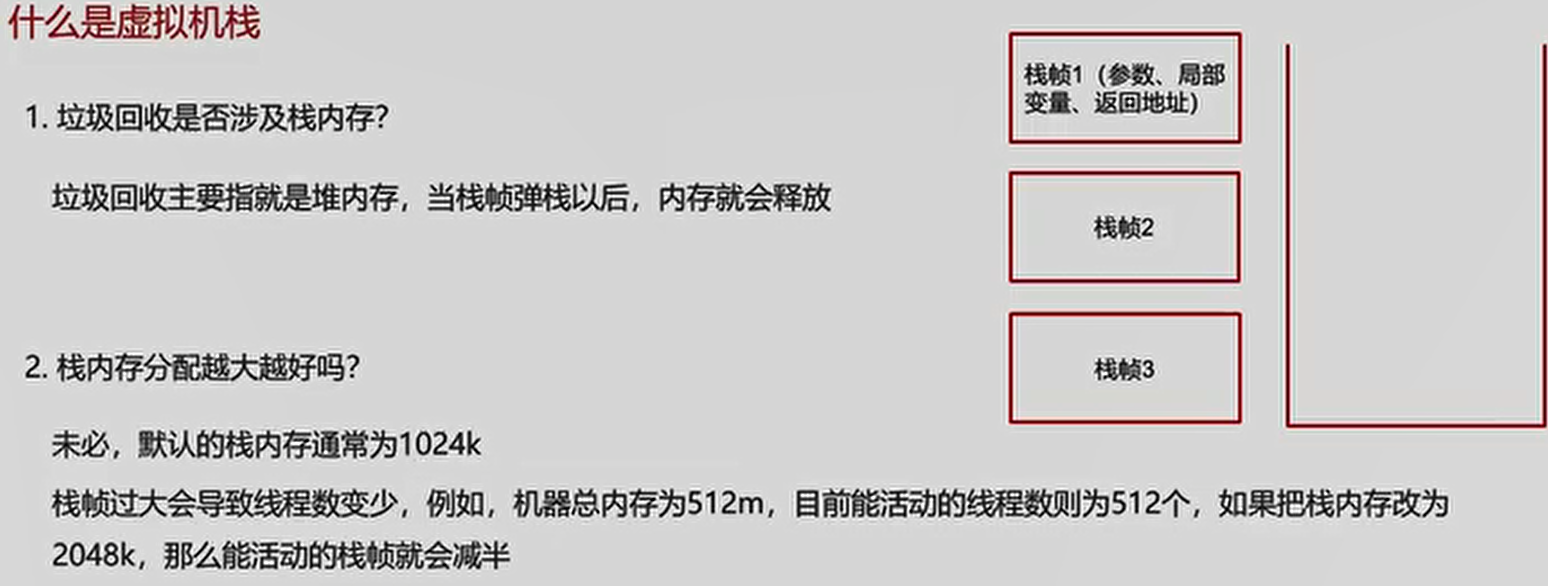 什么是虚拟机栈
1. 垃圾回收是否涉及栈内存？
垃圾回收主要指就是堆内存，当栈帧弹栈以后，内存就会释放
2. 栈内存分配越大越好吗？
未必，默认的栈内存通常为1024k
栈帧过大会导致线程数变少，例如，机器总内存为512m，目前能活动的线程数则为512个，如果把栈内存改为
2048k，那么能活动的栈帧就会减半
栈帧1（参数、局部
变量、返回地址）
栈帧2
栈帧3